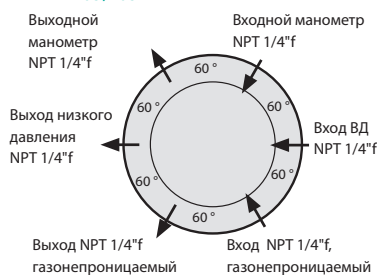 Выходной
манометр
NPT 1/4"f
Входной манометр
NPT 1/4"f
60 °
60 °
60 °
Выход низкого
давления
NPT 1/4"f
Вход ВД
NPT 1/4"f
60 °
60 °
60 °
Выход NPT 1/4"f
газонепроницаемый
Вход NPT 1/4"f,
газонепроницаемый